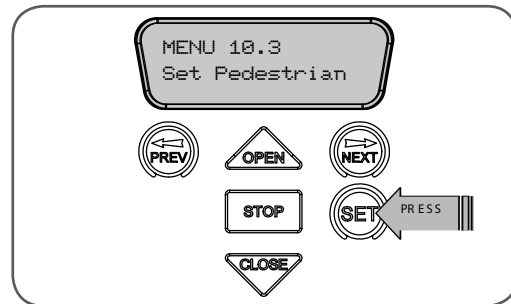 MENU 10.3
Set Pedestrian
PREV
OPEN
NEXT
STOP
SET
PRESS
CLOSE